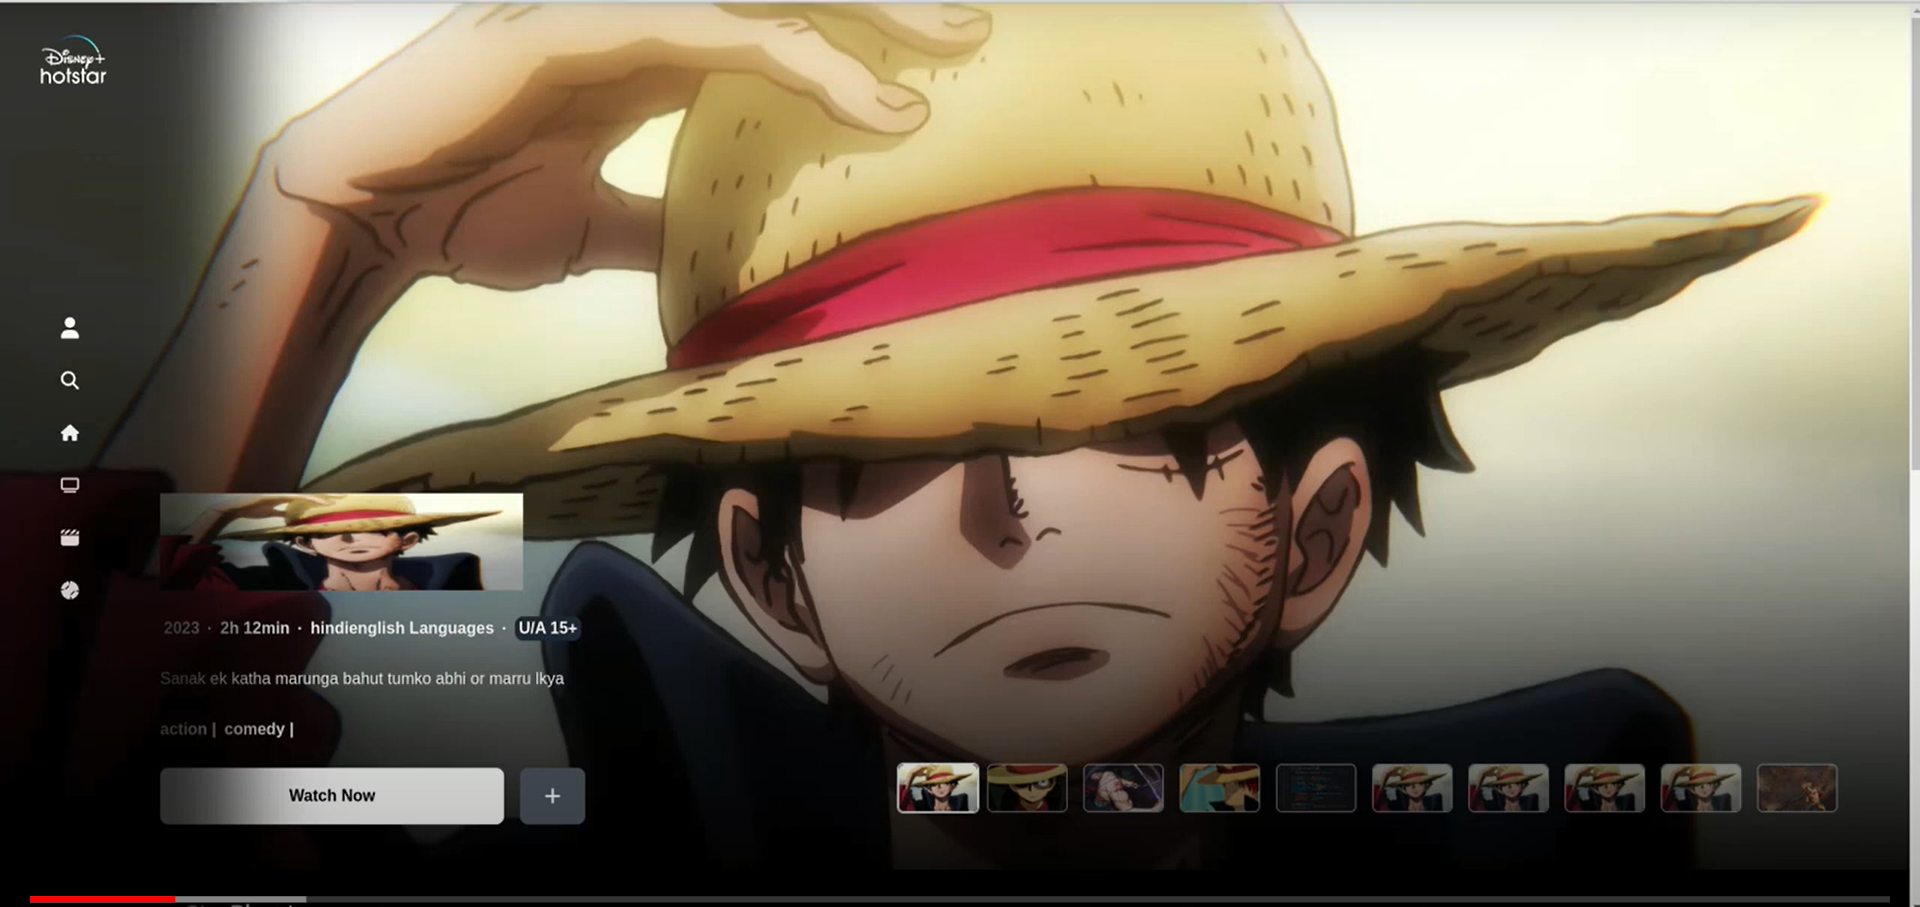 Disney+
hotstar
2023 · 2h 12min · hindienglish Languages · U/A 15+
Sanak ek katha marunga bahut tumko abhi or marru lkya
action | comedy |
Watch Now
+